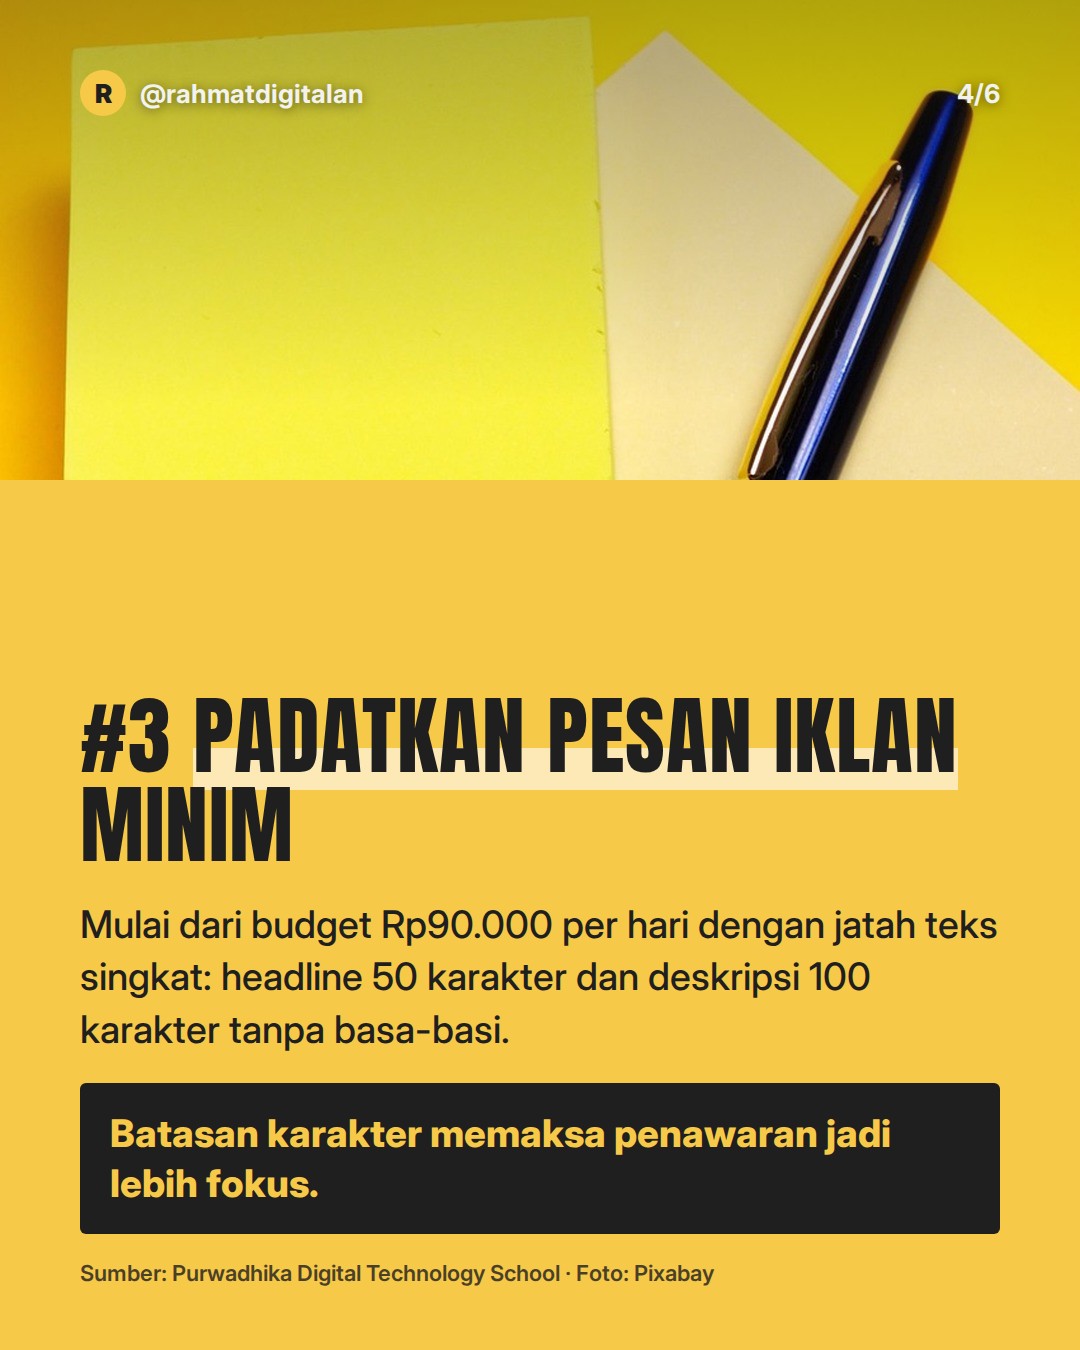 R @rahmatdigitalan 4/6
#3 PADATKAN PESAN IKLAN
MINIM
Mulai dari budget Rp90.000 per hari dengan jatah teks
singkat: headline 50 karakter dan deskripsi 100
karakter tanpa basa-basi.
Batasan karakter memaksa penawaran jadi
lebih fokus.
Sumber: Purwadhika Digital Technology School · Foto: Pixabay